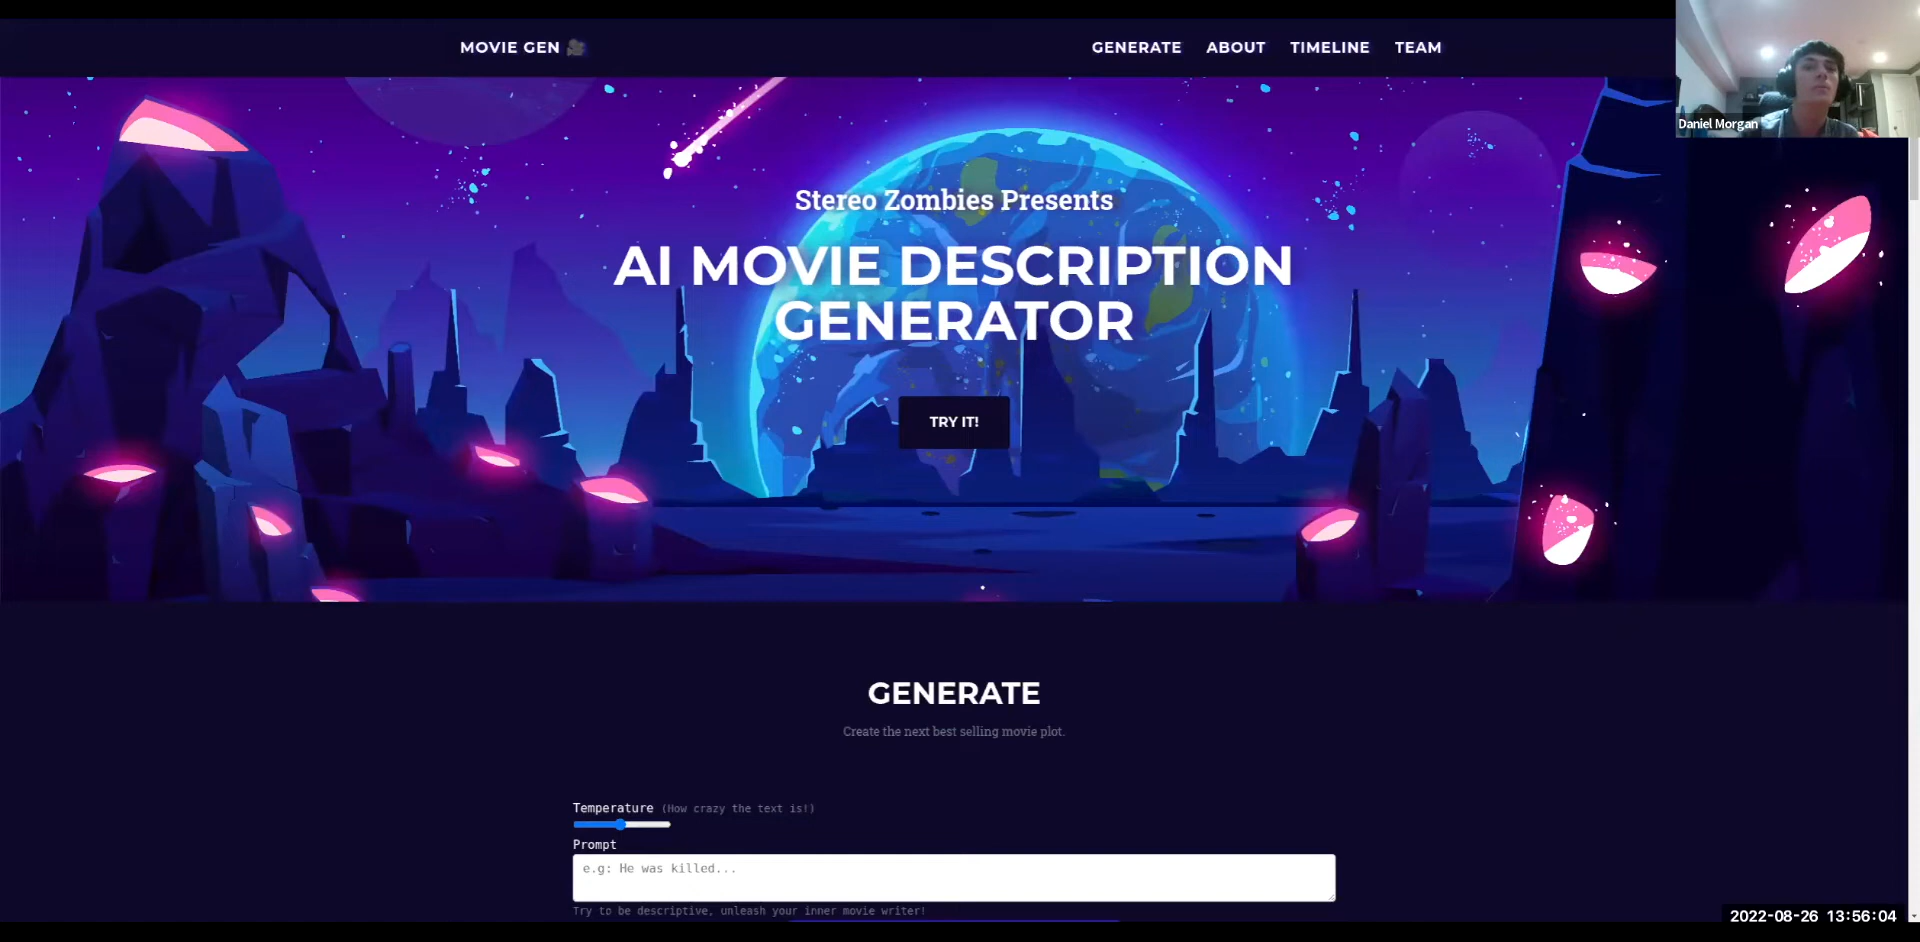 MOVIE GEN
GENERATE
ABOUT
TIMELINE
TEAM
Daniel Morgan
Stereo Zombies Presents
AI MOVIE DESCRIPTION
GENERATOR
TRY IT!
GENERATE
Create the next best selling movie plot.
Temperature (How crazy the text is!)
Prompt
e.g: He was killed...
Try to be descriptive, unleash your inner movie writer!
2022-08-26 13:56:04